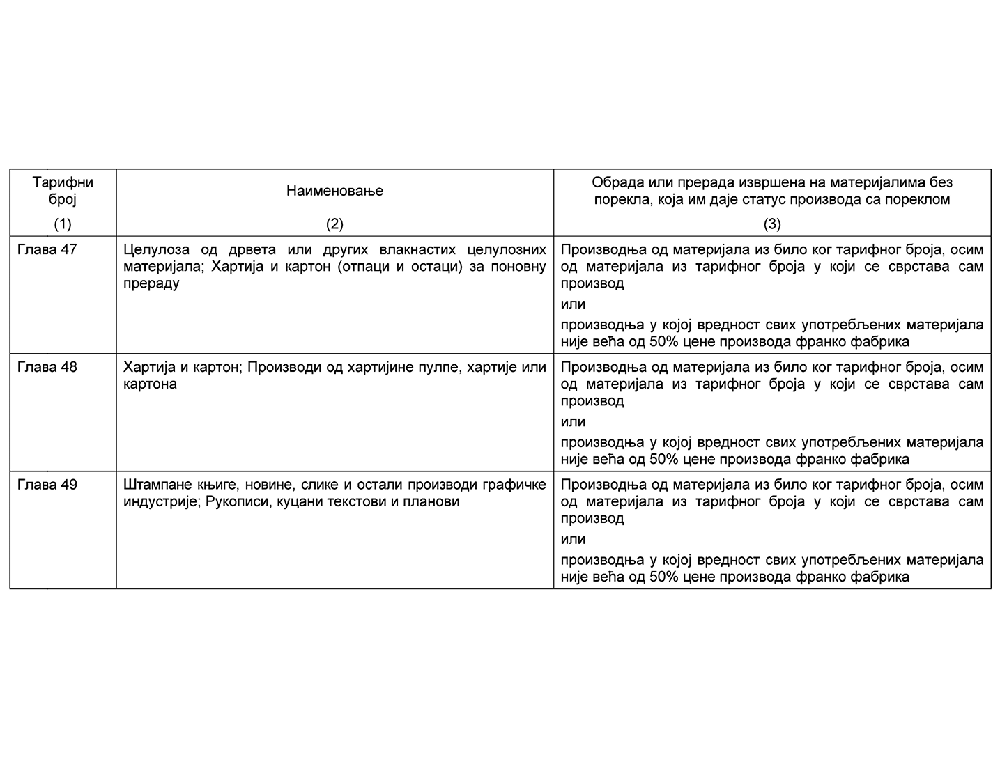 Тарифни
број
(1)
Наименовање
(2)
Обрада или прерада извршена на материјалима без
порекла, која им даје статус производа са пореклом
(3)
Глава 47
Целулоза од дрвета или других влакнастих целулозних
материјала; Хартија и картон (отпаци и остаци) за поновну
прераду
Производња од материјала из било ког тарифног броја, осим
од материјала из тарифног броја у који се сврстава сам
производ
или
производња у којој вредност свих употребљених материјала
није већа од 50% цене производа франко фабрика
Глава 48
Хартија и картон; Производи од хартијине пулпе, хартије или
картона
Производња од материјала из било ког тарифног броја, осим
од материјала из тарифног броја у који се сврстава сам
производ
или
производња у којој вредност свих употребљених материјала
није већа од 50% цене производа франко фабрика
Глава 49
Штампане књиге, новине, слике и остали производи графичке
индустрије; Рукописи, куцани текстови и планови
Производња од материјала из било ког тарифног броја, осим
од материјала из тарифног броја у који се сврстава сам
производ
или
производња у којој вредност свих употребљених материјала
није већа од 50% цене производа франко фабрика